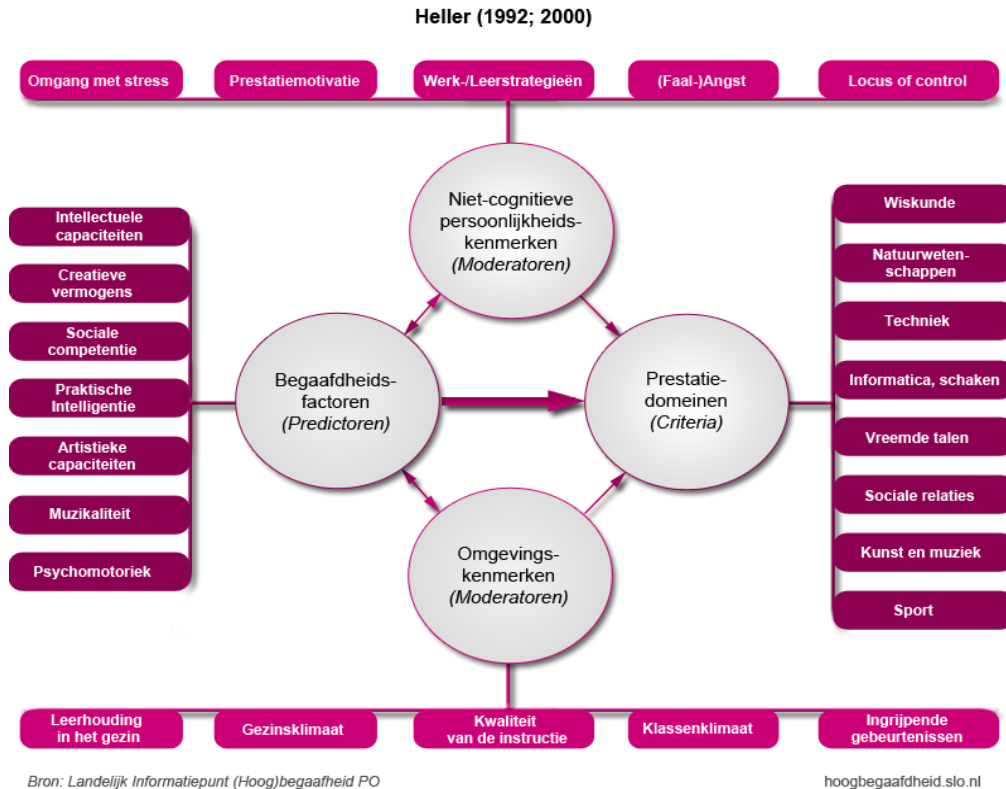 Heller (1992; 2000)
Omgang met stress
Prestatiemotivatie
Werk-/Leerstrategieën
(Faal-)Angst
Locus of control
Niet-cognitieve
persoonlijkheids-
kenmerken
(Moderatoren)
Intellectuele
capaciteiten
Creatieve
vermogens
Sociale
competentie
Praktische
Intelligentie
Artistieke
capaciteiten
Muzikaliteit
Psychomotoriek
Begaafdheids-
factoren
(Predictoren)
Prestatie-
domeinen
(Criteria)
Wiskunde
Natuurweten-
schappen
Techniek
Informatica, schaken
Vreemde talen
Sociale relaties
Kunst en muziek
Sport
Omgevings-
kenmerken
(Moderatoren)
Leerhouding
in het gezin
Gezinsklimaat
Kwaliteit
van de instructie
Klassenklimaat
Ingrijpende
gebeurtenissen
Bron: Landelijk Informatiepunt (Hoog)begaafheid PO
hoogbegaafdheid.slo.nl